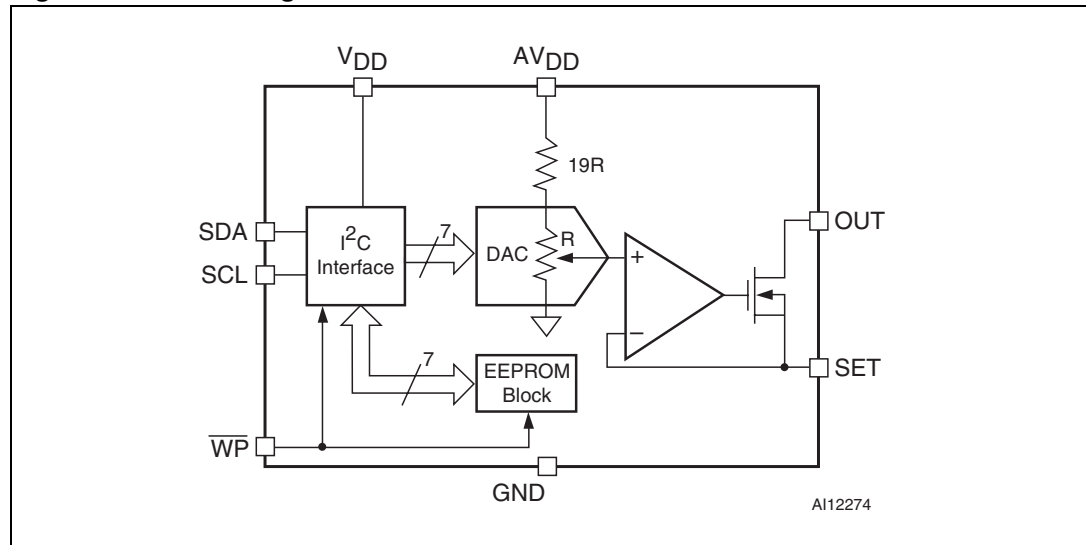 VDD
AVDD
19R
SDA
SCL
I2C
Interface
7
DAC
R
+
−
OUT
SET
7
EEPROM
Block
WP
GND
AI12274